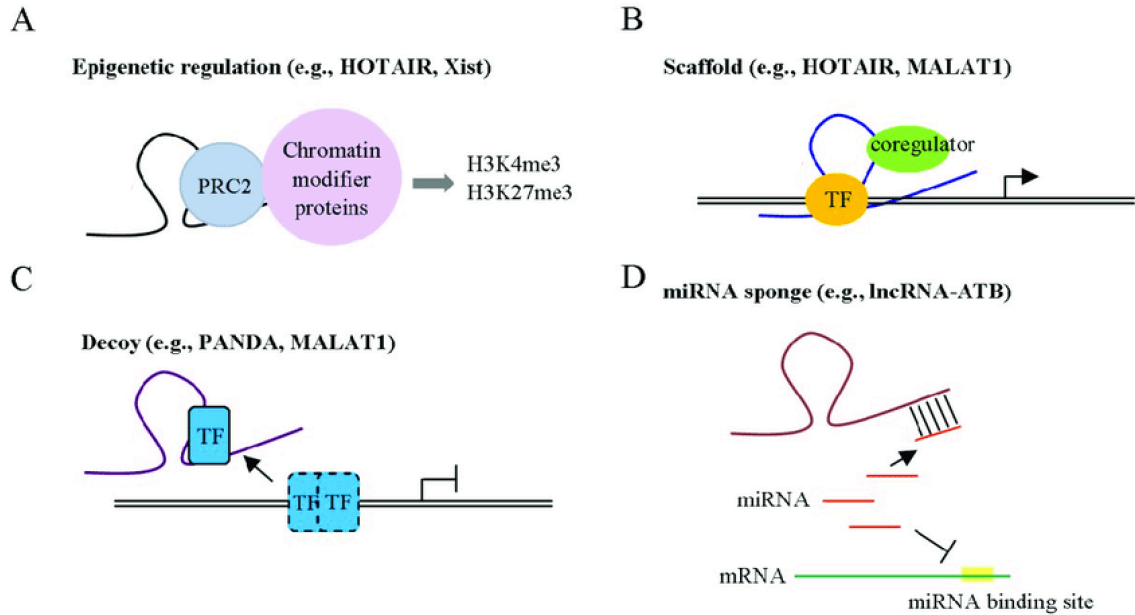 A
Epigenetic regulation (e.g., HOTAIR, Xist)
PRC2
Chromatin
modifier
proteins
H3K4me3
H3K27me3
B
Scaffold (e.g., HOTAIR, MALAT1)
coregulator
TF
C
Decoy (e.g., PANDA, MALAT1)
TF
TF TF
D
miRNA sponge (e.g., lncRNA-ATB)
miRNA
mRNA
miRNA binding site